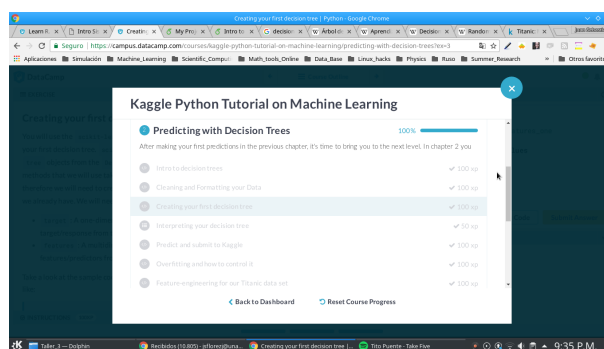 Creating your first decision tree | Python - Google Chrome
Learn R
Intro Sk
Creatin
My Pro
Intro to
G decision
W Árbol d
W Aprend
W Decisio
W Random
k Titanic
Seguro | https://campus.datacamp.com/courses/kaggle-python-tutorial-on-machine-learning/predicting-with-decision-trees?ex=3
Aplicaciones Simulación Machine_Learning Scientific_Computi Math_tools_Online Data_Base Linux_hacks Physics Ruso Summer_Research » Otros favoritos
Kaggle Python Tutorial on Machine Learning
2 Predicting with Decision Trees 100%
After making your first predictions in the previous chapter, it's time to bring you to the next level. In chapter 2 you
Intro to decision trees 100 xp
Cleaning and Formatting your Data 100 xp
Creating your first decision tree 100 xp
Interpreting your decision tree 50 xp
Predict and submit to Kaggle 100 xp
Overfitting and how to control it 100 xp
Feature-engineering for our Titanic data set 100 xp
Back to Dashboard Reset Course Progress
Taller_3 — Dolphin Recibidos (10.805) - jsflorezj@una... Creating your first decision tree |... Tito Puente - Take Five 9:35 P.M.